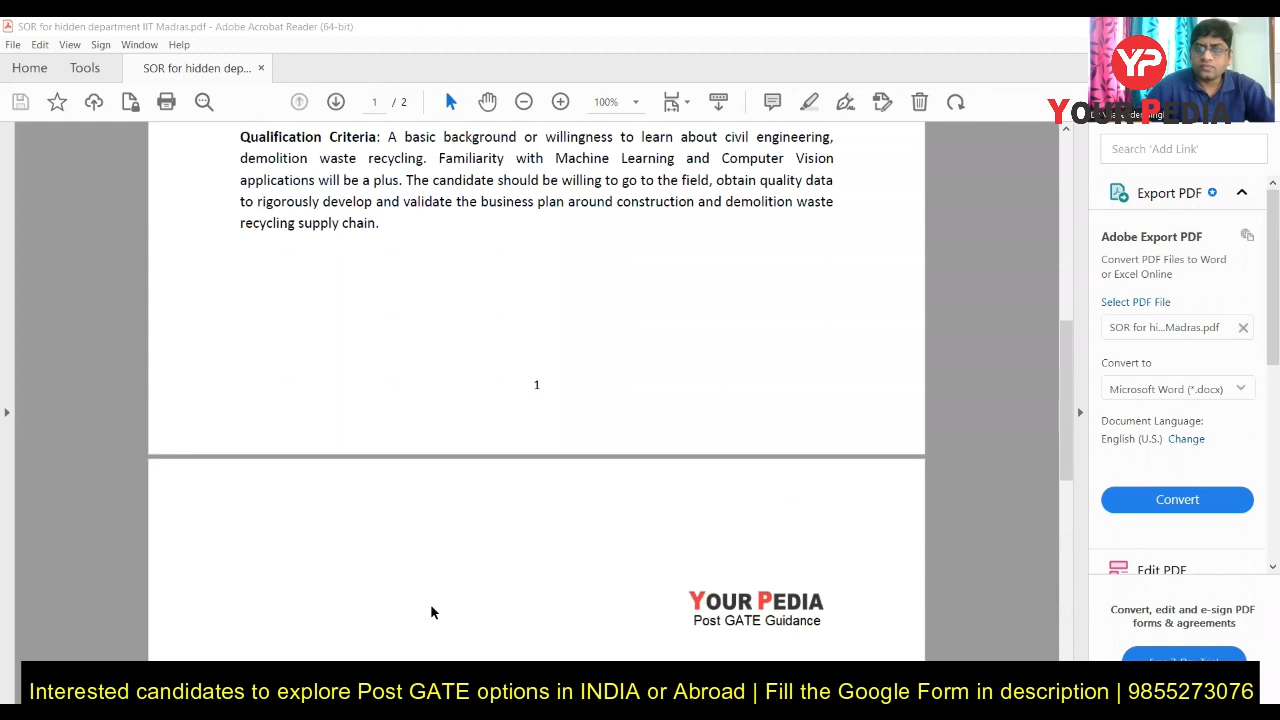 SOR for hidden department IIT Madras.pdf - Adobe Acrobat Reader (64-bit)
File Edit View Sign Window Help
Home Tools SOR for hidden dep... ×
1 / 2 100%
YP
YOUR PEDIA
Qualification Criteria: A basic background or willingness to learn about civil engineering,
demolition waste recycling. Familiarity with Machine Learning and Computer Vision
applications will be a plus. The candidate should be willing to go to the field, obtain quality data
to rigorously develop and validate the business plan around construction and demolition waste
recycling supply chain.
1
YOUR PEDIA
Post GATE Guidance
Search 'Add Link'
Export PDF
Adobe Export PDF
Convert PDF Files to Word
or Excel Online
Select PDF File
SOR for hi...Madras.pdf
Convert to
Microsoft Word (*.docx)
Document Language:
English (U.S.) Change
Convert
Edit PDF
Convert, edit and e-sign PDF
forms & agreements
Interested candidates to explore Post GATE options in INDIA or Abroad | Fill the Google Form in description | 9855273076